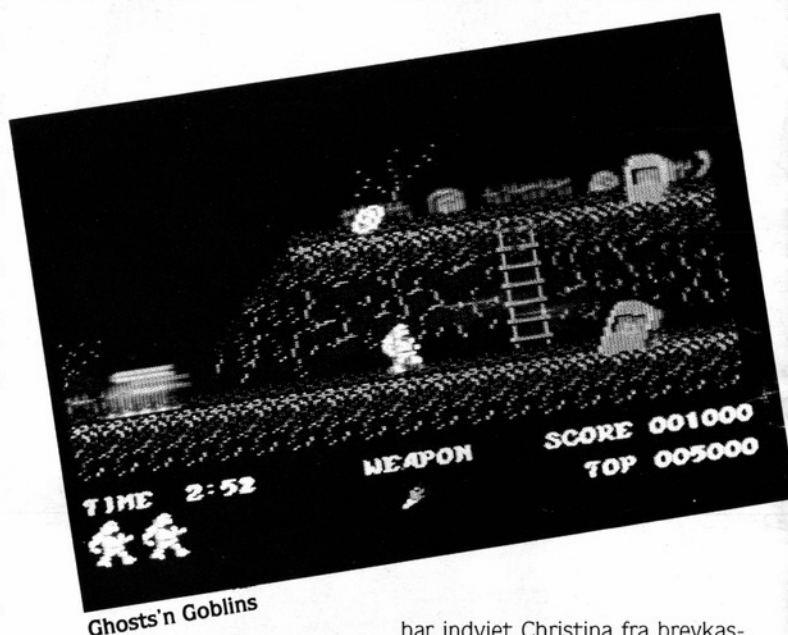 SCORE 001000
WEAPON
TOP 005000
TIME 2:52
Ghosts'n Goblins
har indviet Christina fra brevkas-